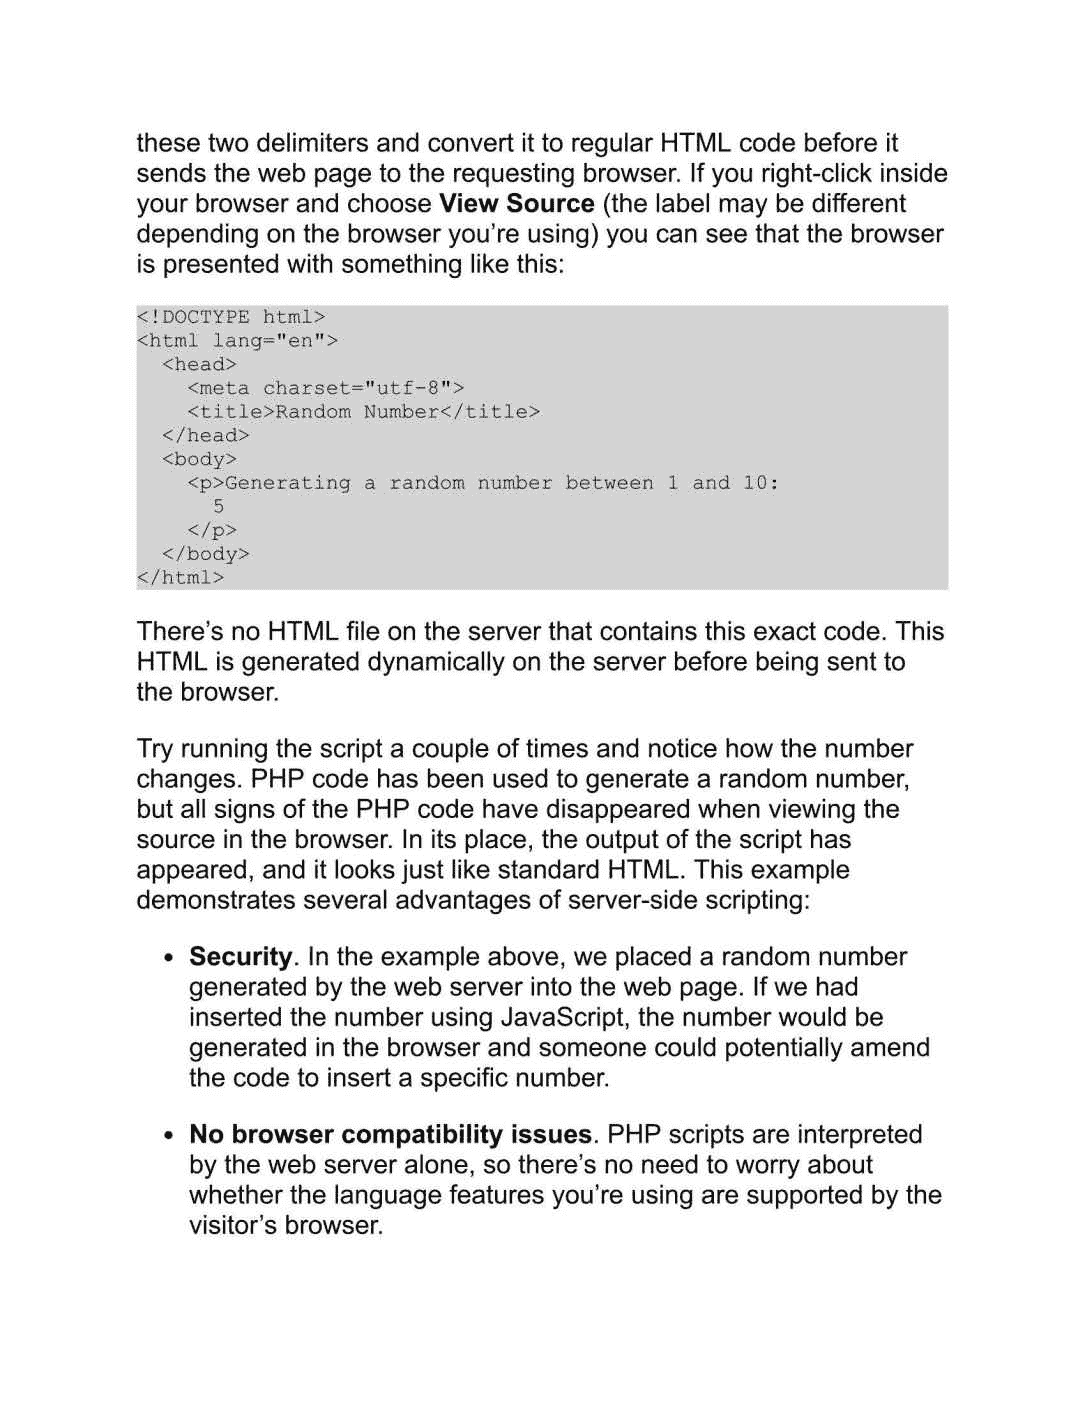 these two delimiters and convert it to regular HTML code before it
sends the web page to the requesting browser. If you right-click inside
your browser and choose View Source (the label may be different
depending on the browser you’re using) you can see that the browser
is presented with something like this:
<!DOCTYPE html>
<html lang="en">
  <head>
    <meta charset="utf-8">
    <title>Random Number</title>
  </head>
  <body>
    <p>Generating a random number between 1 and 10:
      5
    </p>
  </body>
</html>
There’s no HTML file on the server that contains this exact code. This
HTML is generated dynamically on the server before being sent to
the browser.
Try running the script a couple of times and notice how the number
changes. PHP code has been used to generate a random number,
but all signs of the PHP code have disappeared when viewing the
source in the browser. In its place, the output of the script has
appeared, and it looks just like standard HTML. This example
demonstrates several advantages of server-side scripting:
• Security. In the example above, we placed a random number
generated by the web server into the web page. If we had
inserted the number using JavaScript, the number would be
generated in the browser and someone could potentially amend
the code to insert a specific number.
• No browser compatibility issues. PHP scripts are interpreted
by the web server alone, so there’s no need to worry about
whether the language features you’re using are supported by the
visitor’s browser.